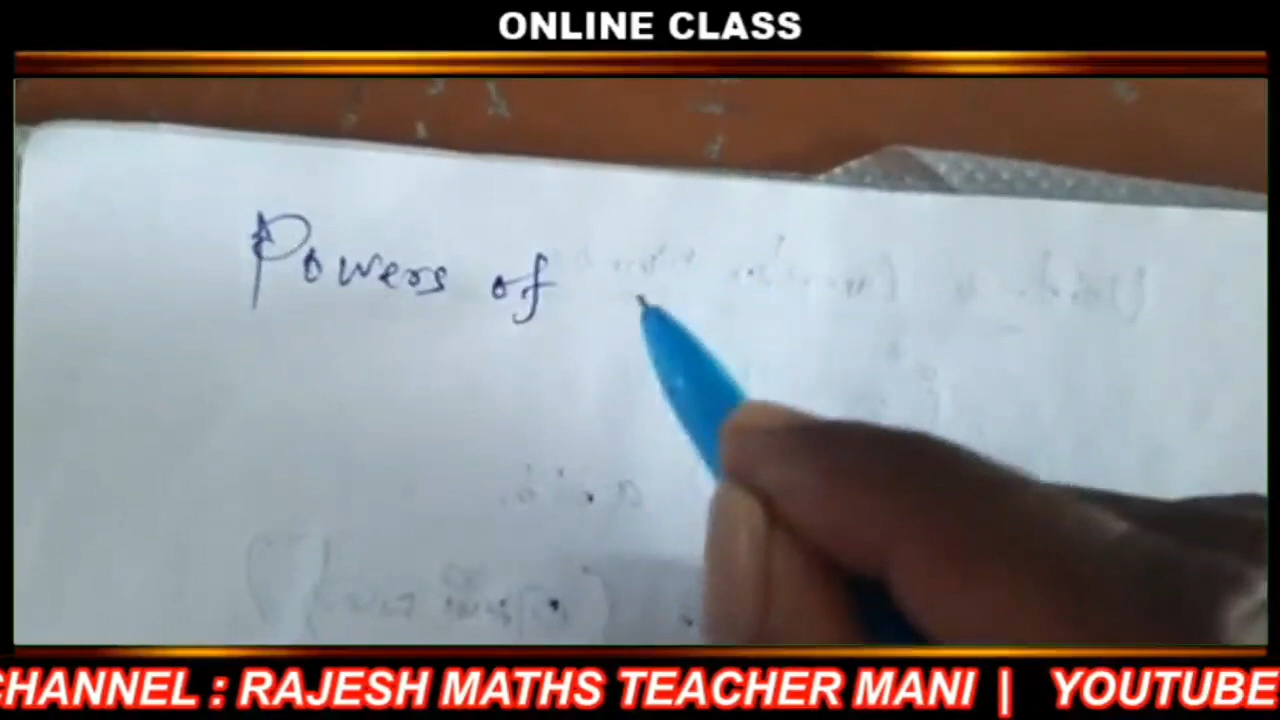 ONLINE CLASS
Powers of
CHANNEL : RAJESH MATHS TEACHER MANI | YOUTUBE